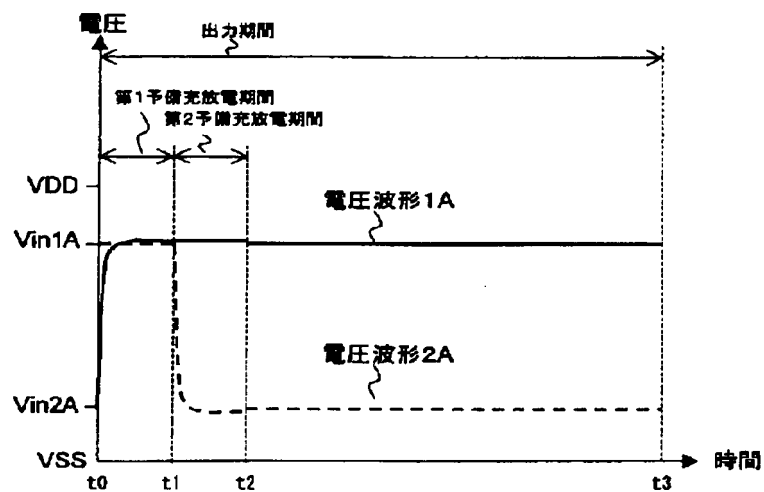 電圧
出力期間
第1予備充放電期間
第2予備充放電期間
VDD
電圧波形1A
Vin1A
電圧波形2A
Vin2A
VSS
時間
t0
t1
t2
t3